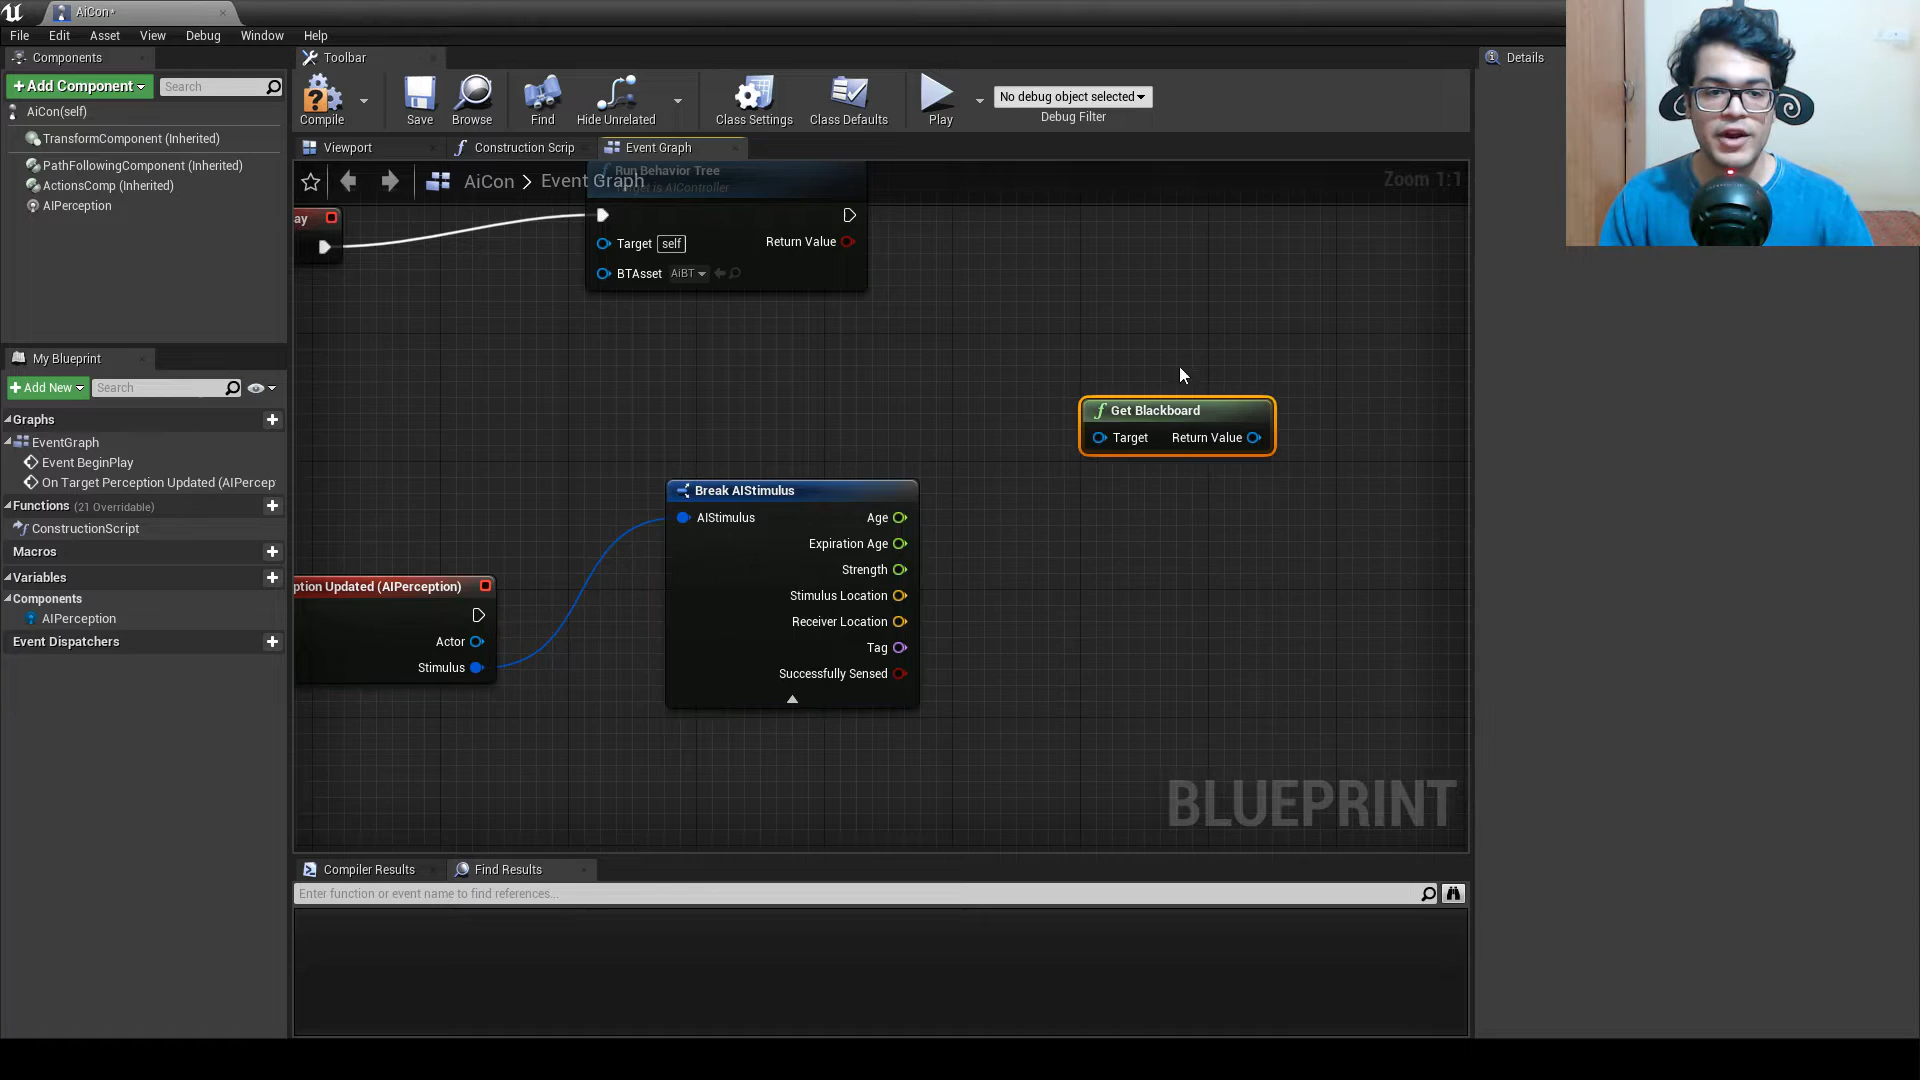 AiCon*
File Edit Asset View Debug Window Help
Components
Toolbar
Details
+Add Component
Search
AiCon(self)
TransformComponent (Inherited)
PathFollowingComponent (Inherited)
ActionsComp (Inherited)
AIPerception
Compile
Save
Browse
Find
Hide Unrelated
Class Settings
Class Defaults
Play
No debug object selected
Debug Filter
Viewport
Construction Scrip
Event Graph
AiCon > Event Graph
Zoom 1:1
Run Behavior Tree
Target is AIController
Target self
Return Value
BTAsset AiBT
ay
Get Blackboard
Target Return Value
Break AIStimulus
AIStimulus
Age
Expiration Age
Strength
Stimulus Location
Receiver Location
Tag
Successfully Sensed
ption Updated (AIPerception)
Actor
Stimulus
BLUEPRINT
My Blueprint
+Add New
Search
Graphs
EventGraph
Event BeginPlay
On Target Perception Updated (AIPercep
Functions (21 Overridable)
ConstructionScript
Macros
Variables
Components
AIPerception
Event Dispatchers
Compiler Results
Find Results
Enter function or event name to find references...